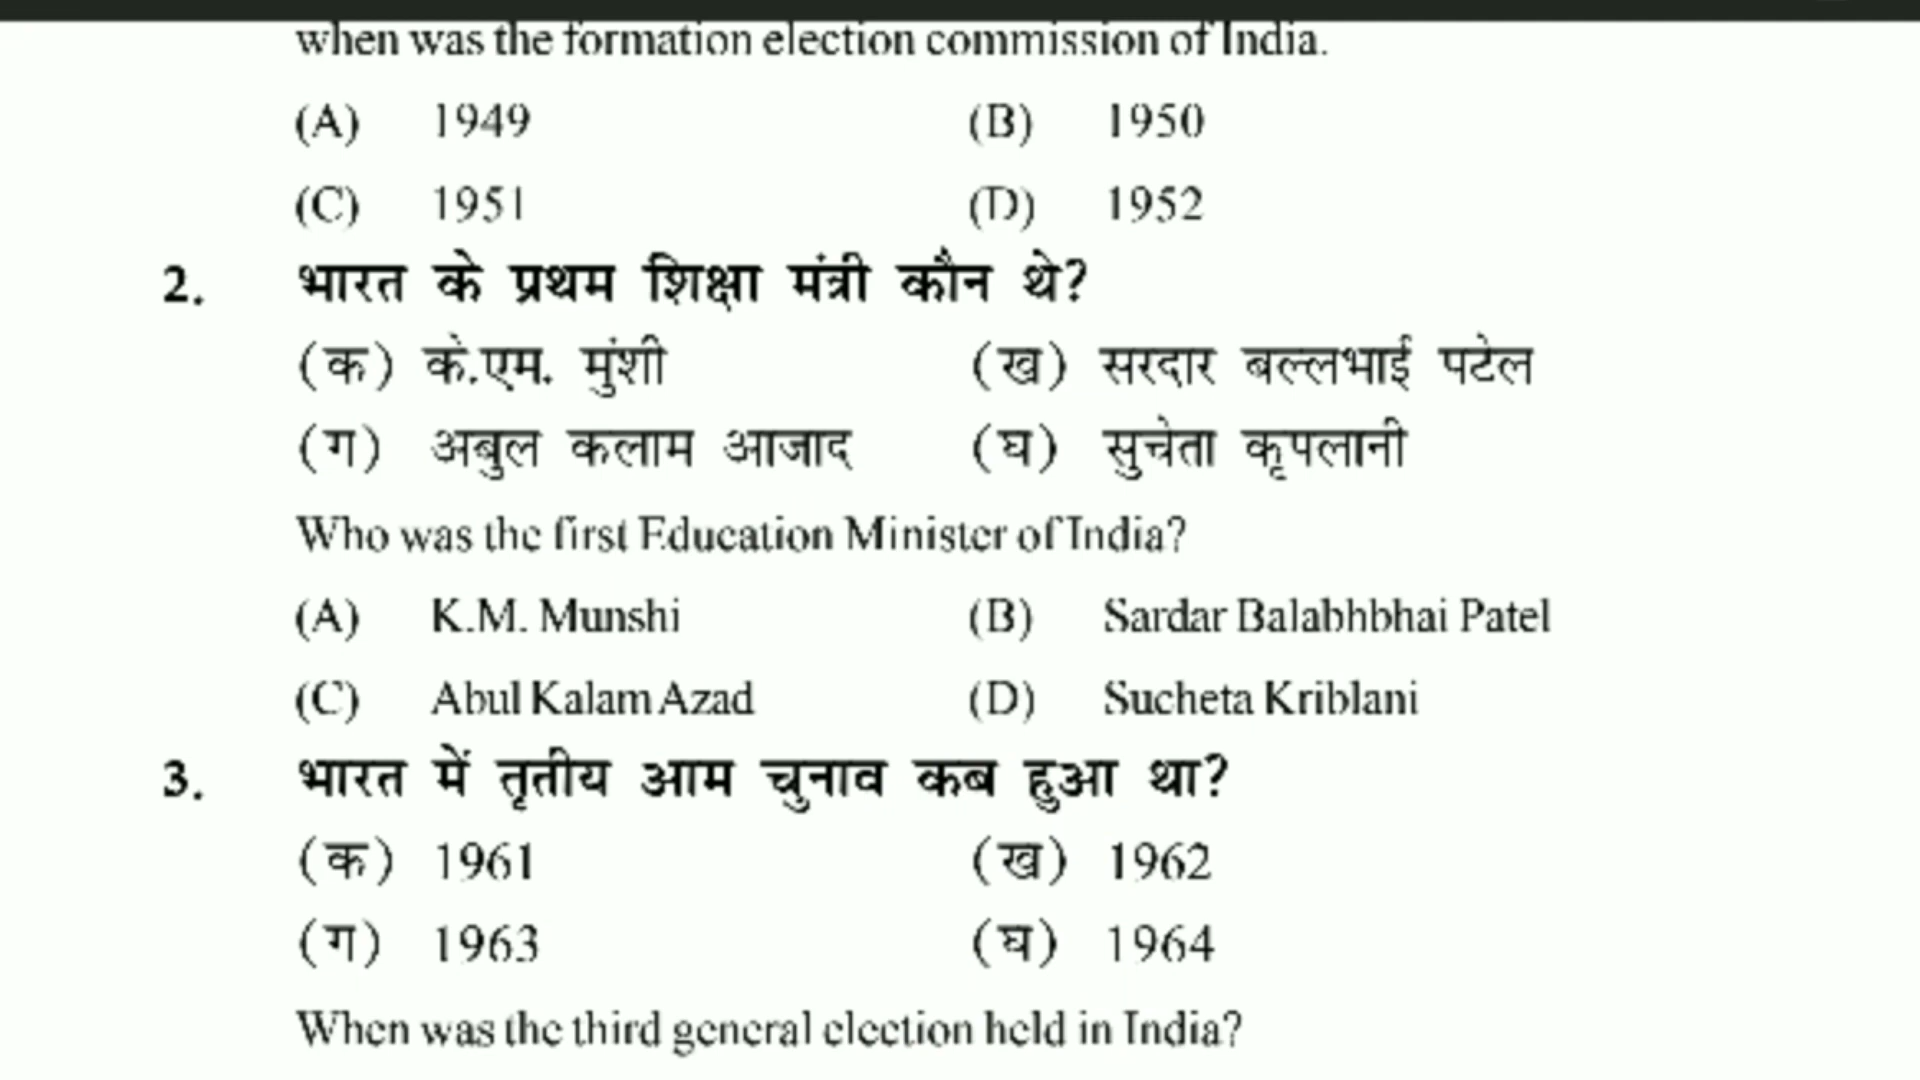 when was the formation election commission of India.
(A) 1949 (B) 1950
(C) 1951 (D) 1952
2. भारत के प्रथम शिक्षा मंत्री कौन थे?
(क) के.एम. मुंशी (ख) सरदार बल्लभाई पटेल
(ग) अबुल कलाम आजाद (घ) सुचेता कृपलानी
Who was the first Education Minister of India?
(A) K.M. Munshi (B) Sardar Balabhbhai Patel
(C) Abul Kalam Azad (D) Sucheta Kriblani
3. भारत में तृतीय आम चुनाव कब हुआ था?
(क) 1961 (ख) 1962
(ग) 1963 (घ) 1964
When was the third general election held in India?